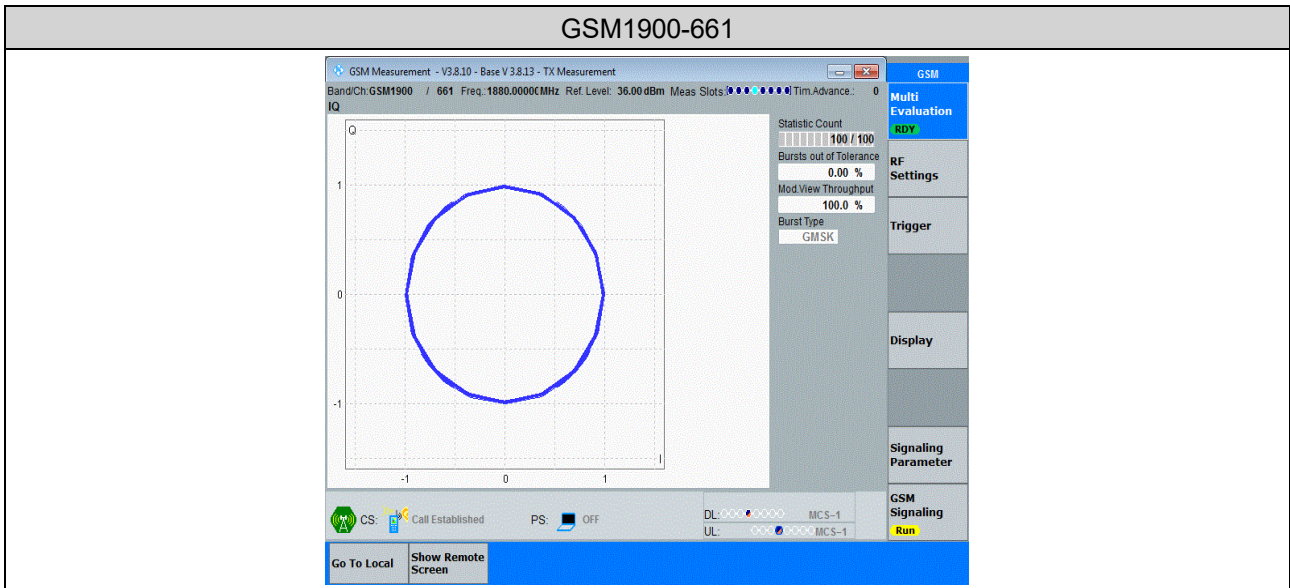 GSM1900-661
GSM Measurement - V3.8.10 - Base V 3.8.13 - TX Measurement
GSM
Band/Ch:GSM1900 / 661 Freq.:1880.0000 MHz Ref. Level: 36.00 dBm Meas Slots: Tim.Advance.: 0
IQ
Multi
Evaluation
RDY
Statistic Count
100 / 100
Bursts out of Tolerance
0.00 %
Mod.View Throughput
100.0 %
Burst Type
GMSK
Q
1
0
-1
I
-1 0 1
RF
Settings
Trigger
Display
Signaling
Parameter
GSM
Signaling
Run
CS: Call Established PS: OFF
DL: MCS-1
UL: MCS-1
Go To Local
Show Remote
Screen